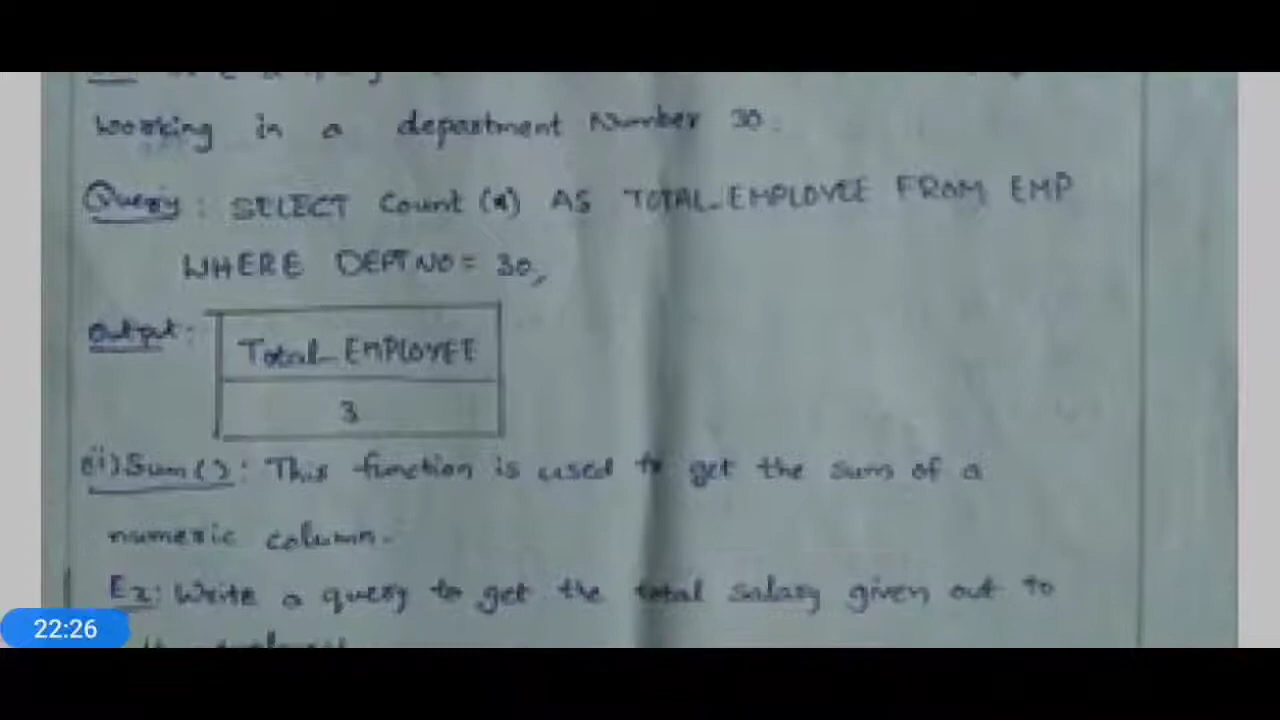 working in a department Number 30.
Query: SELECT Count (*) AS TOTAL_EMPLOYEE FROM EMP
WHERE DEPTNO = 30,
Output:
Total_EMPLOYEE
3
(ii) Sum(): This function is used to get the sum of a
numeric column.
Ex: Write a query to get the total salary given out to
22:26